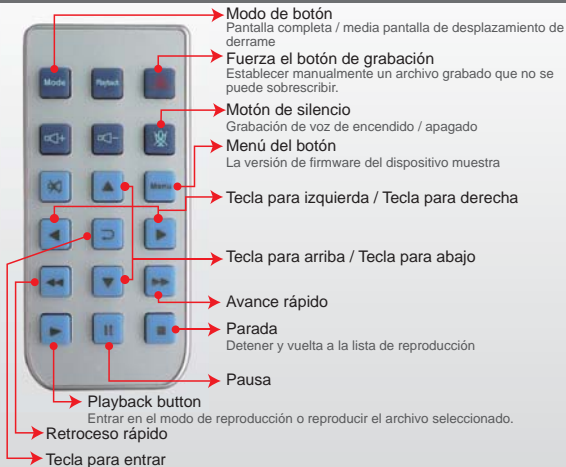 Modo de botón
Pantalla completa / media pantalla de desplazamiento de
derrame
Fuerza el botón de grabación
Establecer manualmente un archivo grabado que no se
puede sobrescribir.
Motón de silencio
Grabación de voz de encendido / apagado
Menú del botón
La versión de firmware del dispositivo muestra
Tecla para izquierda / Tecla para derecha
Tecla para arriba / Tecla para abajo
Avance rápido
Parada
Detener y vuelta a la lista de reproducción
Pausa
Playback button
Entrar en el modo de reproducción o reproducir el archivo seleccionado.
Retroceso rápido
Tecla para entrar
Mode
Playback
Menu